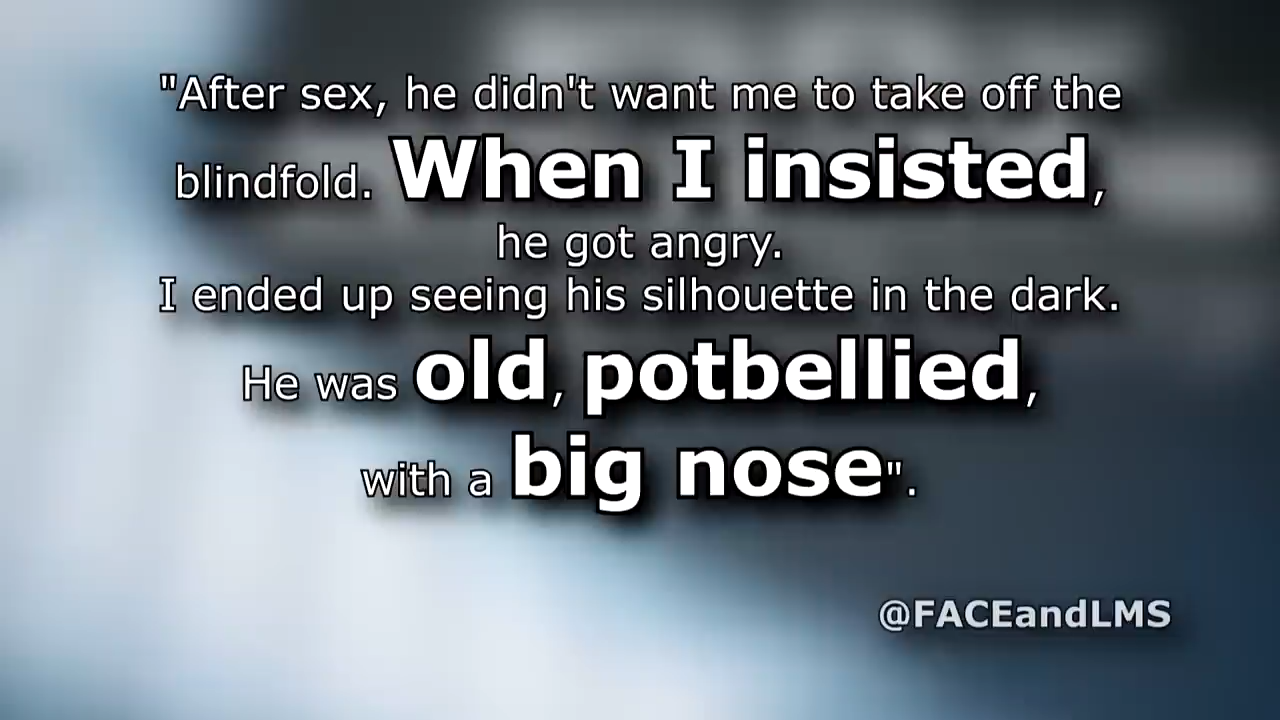 "After sex, he didn't want me to take off the
blindfold. When I insisted,
he got angry.
I ended up seeing his silhouette in the dark.
He was old, potbellied,
with a big nose".
@FACEandLMS